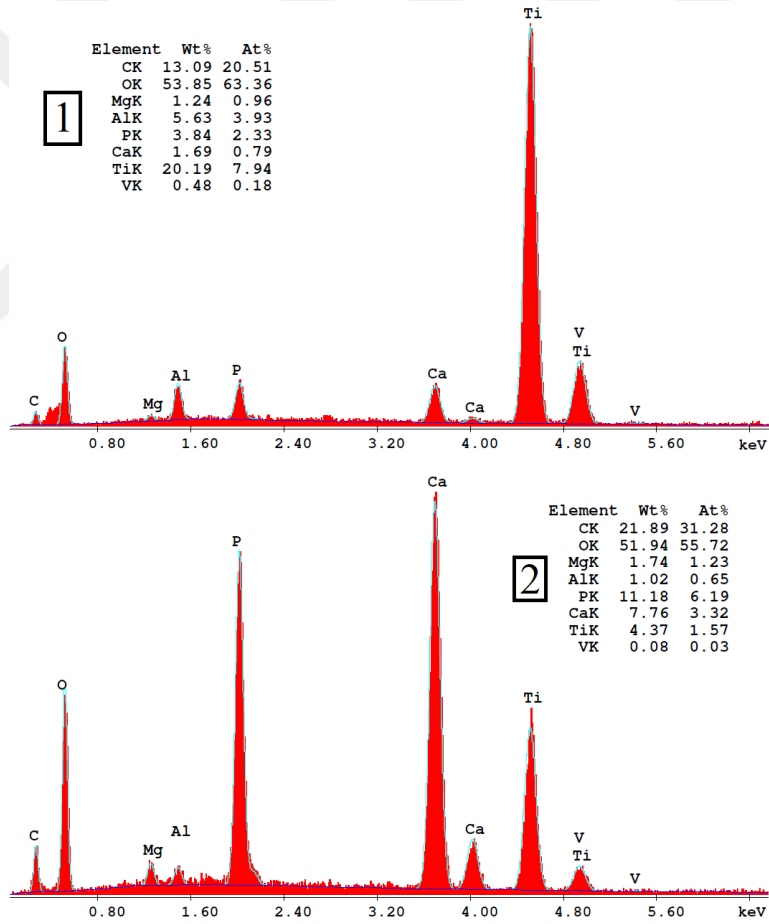 Ti
Element Wt% At%
CK 13.09 20.51
OK 53.85 63.36
MgK 1.24 0.96
AlK 5.63 3.93
PK 3.84 2.33
CaK 1.69 0.79
TiK 20.19 7.94
VK 0.48 0.18
1
O
V
Ti
C
Mg
Al
P
Ca
Ca
V
0.80 1.60 2.40 3.20 4.00 4.80 5.60 keV
Ca
P
Element Wt% At%
CK 21.89 31.28
OK 51.94 55.72
MgK 1.74 1.23
AlK 1.02 0.65
PK 11.18 6.19
CaK 7.76 3.32
TiK 4.37 1.57
VK 0.08 0.03
2
O
Ti
C
Mg
Al
Ca
V
Ti
V
0.80 1.60 2.40 3.20 4.00 4.80 5.60 keV